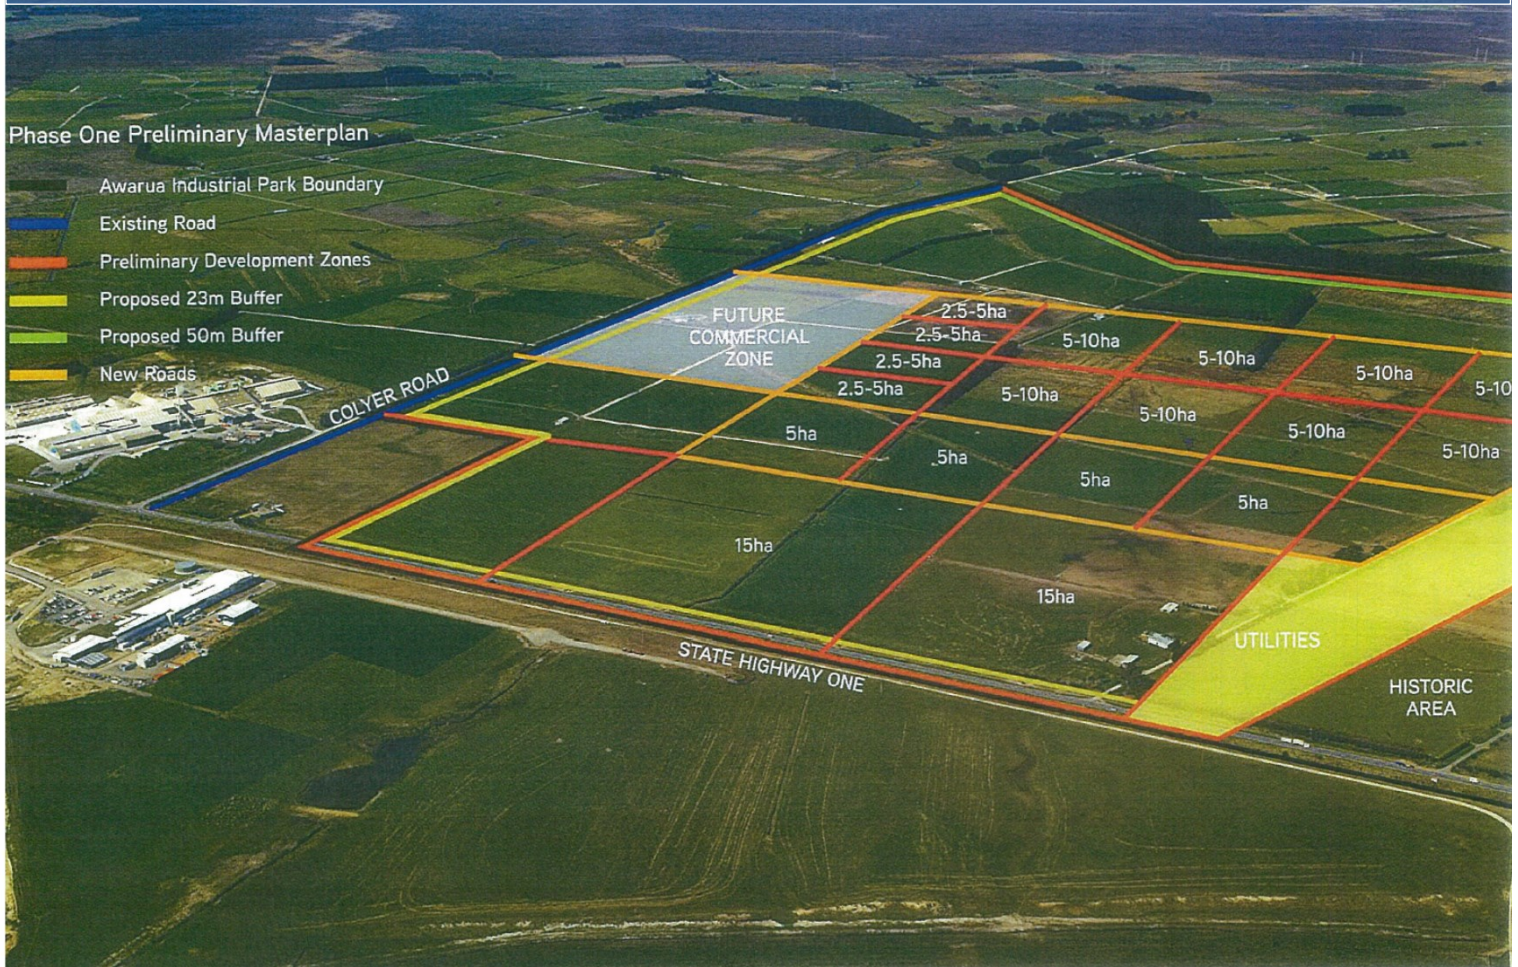 Phase One Preliminary Masterplan
Awarua Industrial Park Boundary
Existing Road
Preliminary Development Zones
Proposed 23m Buffer
Proposed 50m Buffer
New Roads
COLYER ROAD
FUTURE
COMMERCIAL
ZONE
2.5-5ha
2.5-5ha
2.5-5ha
2.5-5ha
5-10ha
5-10ha
5-10ha
5-10
5-10ha
5-10ha
5-10ha
5-10ha
5ha
5ha
5ha
5ha
15ha
15ha
STATE HIGHWAY ONE
UTILITIES
HISTORIC
AREA